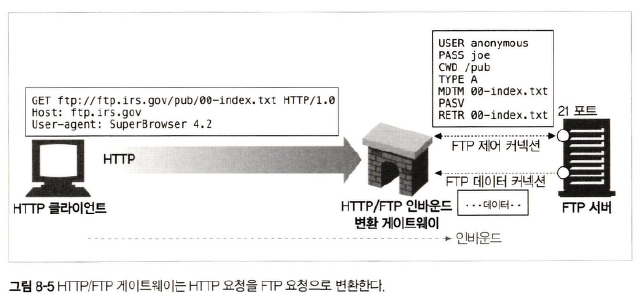 USER anonymous
PASS joe
CWD /pub
TYPE A
MDTM 00-index.txt
PASV
RETR 00-index.txt
GET ftp://ftp.irs.gov/pub/00-index.txt HTTP/1.0
Host: ftp.irs.gov
User-agent: SuperBrowser 4.2
21 포트
HTTP
FTP 제어 커넥션
FTP 데이터 커넥션
···데이터··
HTTP 클라이언트
HTTP/FTP 인바운드
변환 게이트웨이
FTP 서버
인바운드
그림 8-5 HTTP/FTP 게이트웨이는 HTTP 요청을 FTP 요청으로 변환한다.